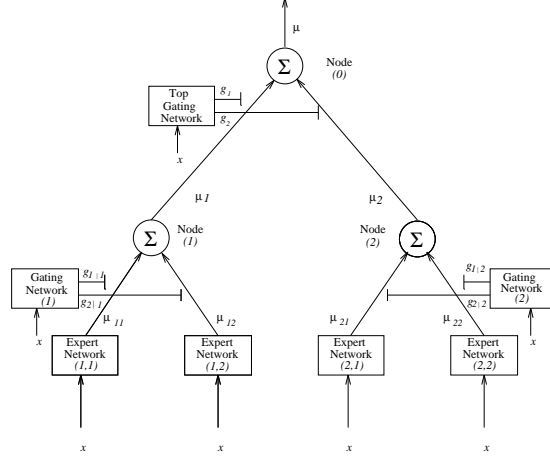 μ
Σ
Node
(0)
Top
Gating
Network
g1
g2
x
μ1
μ2
Node
(1)
Σ
Node
(2)
Σ
Gating
Network
(1)
g1|1
g2|1
x
Gating
Network
(2)
g1|2
g2|2
x
μ11
μ12
μ21
μ22
Expert
Network
(1,1)
Expert
Network
(1,2)
Expert
Network
(2,1)
Expert
Network
(2,2)
x
x
x
x